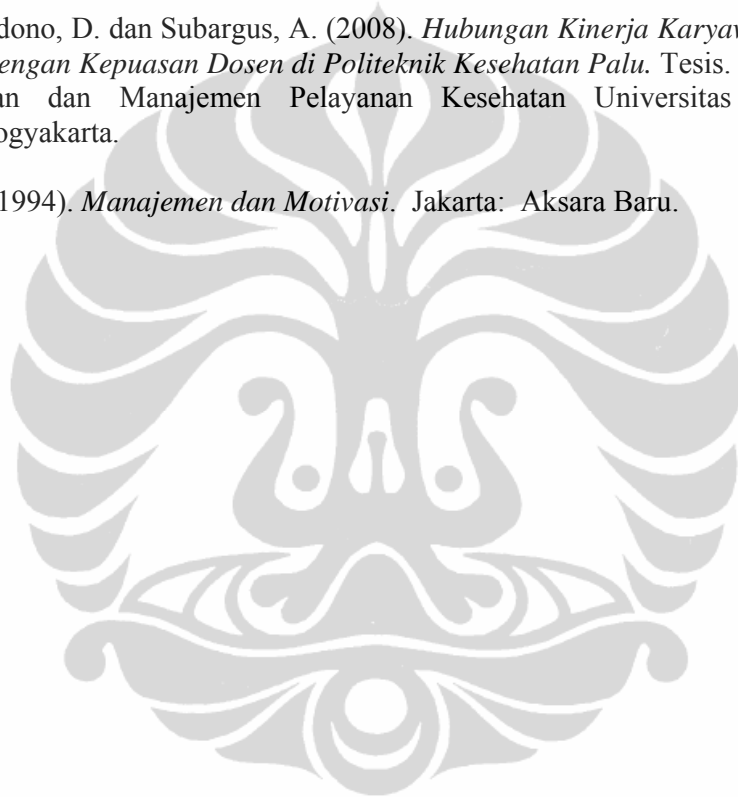 dono, D. dan Subargus, A. (2008). Hubungan Kinerja Karyaw
engan Kepuasan Dosen di Politeknik Kesehatan Palu. Tesis.
an dan Manajemen Pelayanan Kesehatan Universitas
ogyakarta.
1994). Manajemen dan Motivasi. Jakarta: Aksara Baru.